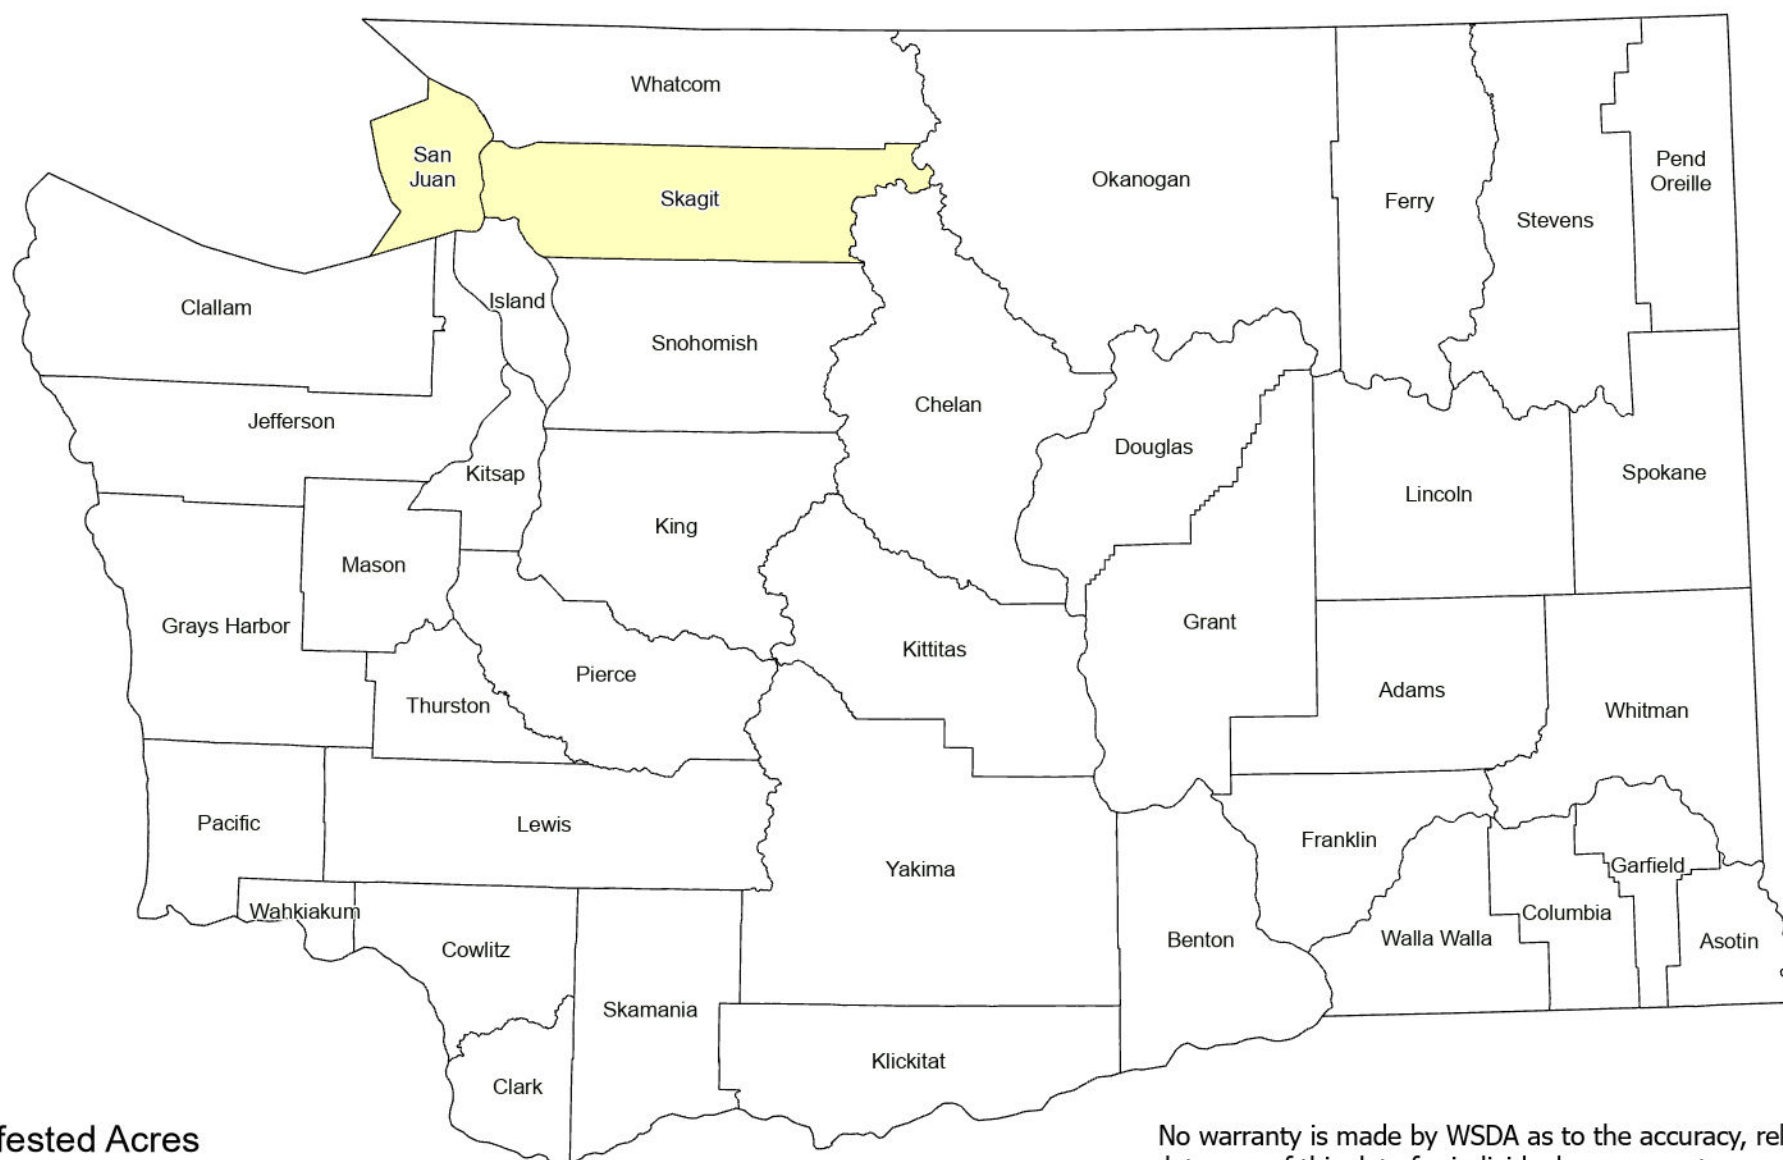 Whatcom
San
Juan
Skagit
Okanogan
Ferry
Stevens
Pend
Oreille
Clallam
Island
Snohomish
Chelan
Jefferson
Douglas
Kitsap
Lincoln
Spokane
King
Mason
Grays Harbor
Grant
Kittitas
Pierce
Adams
Thurston
Whitman
Pacific
Lewis
Franklin
Yakima
Garfield
Wahkiakum
Columbia
Cowlitz
Benton
Walla Walla
Asotin
Skamania
Klickitat
Clark
fested Acres
No warranty is made by WSDA as to the accuracy, rel